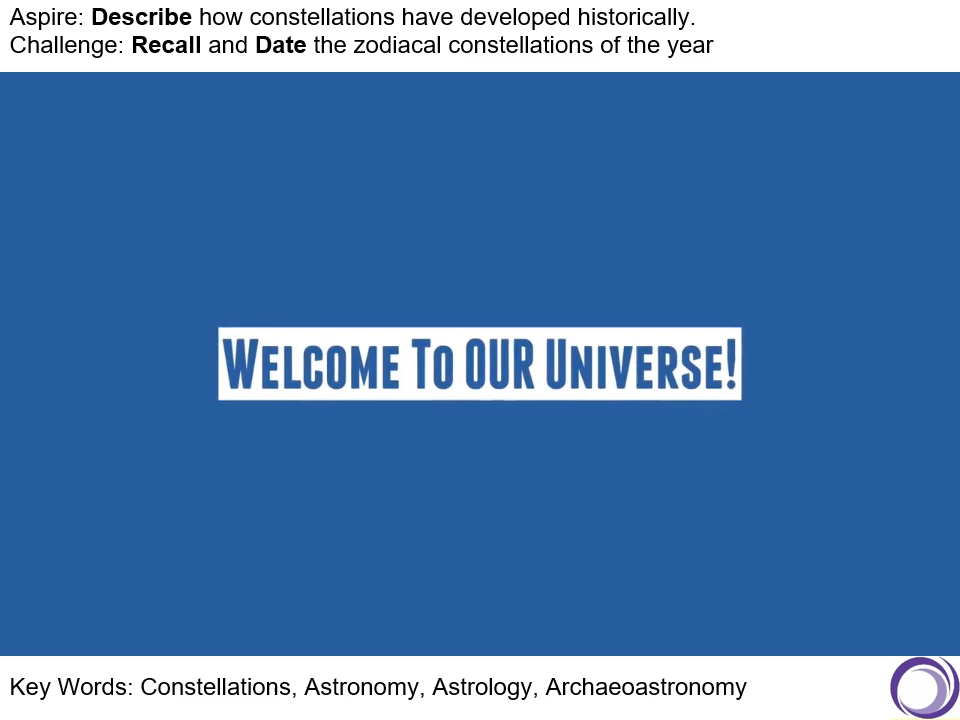 Aspire: Describe how constellations have developed historically.
Challenge: Recall and Date the zodiacal constellations of the year
Welcome To OUR Universe!
Key Words: Constellations, Astronomy, Astrology, Archaeoastronomy